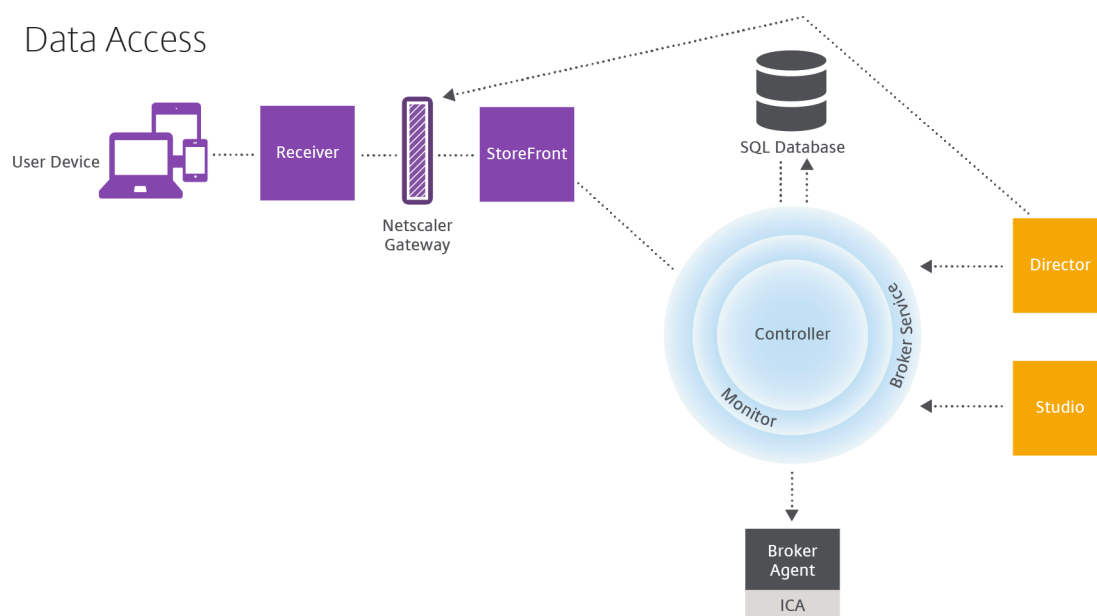 Data Access
User Device
Receiver
Netscaler
Gateway
StoreFront
SQL Database
Director
Controller
Broker Service
Monitor
Studio
Broker
Agent
ICA